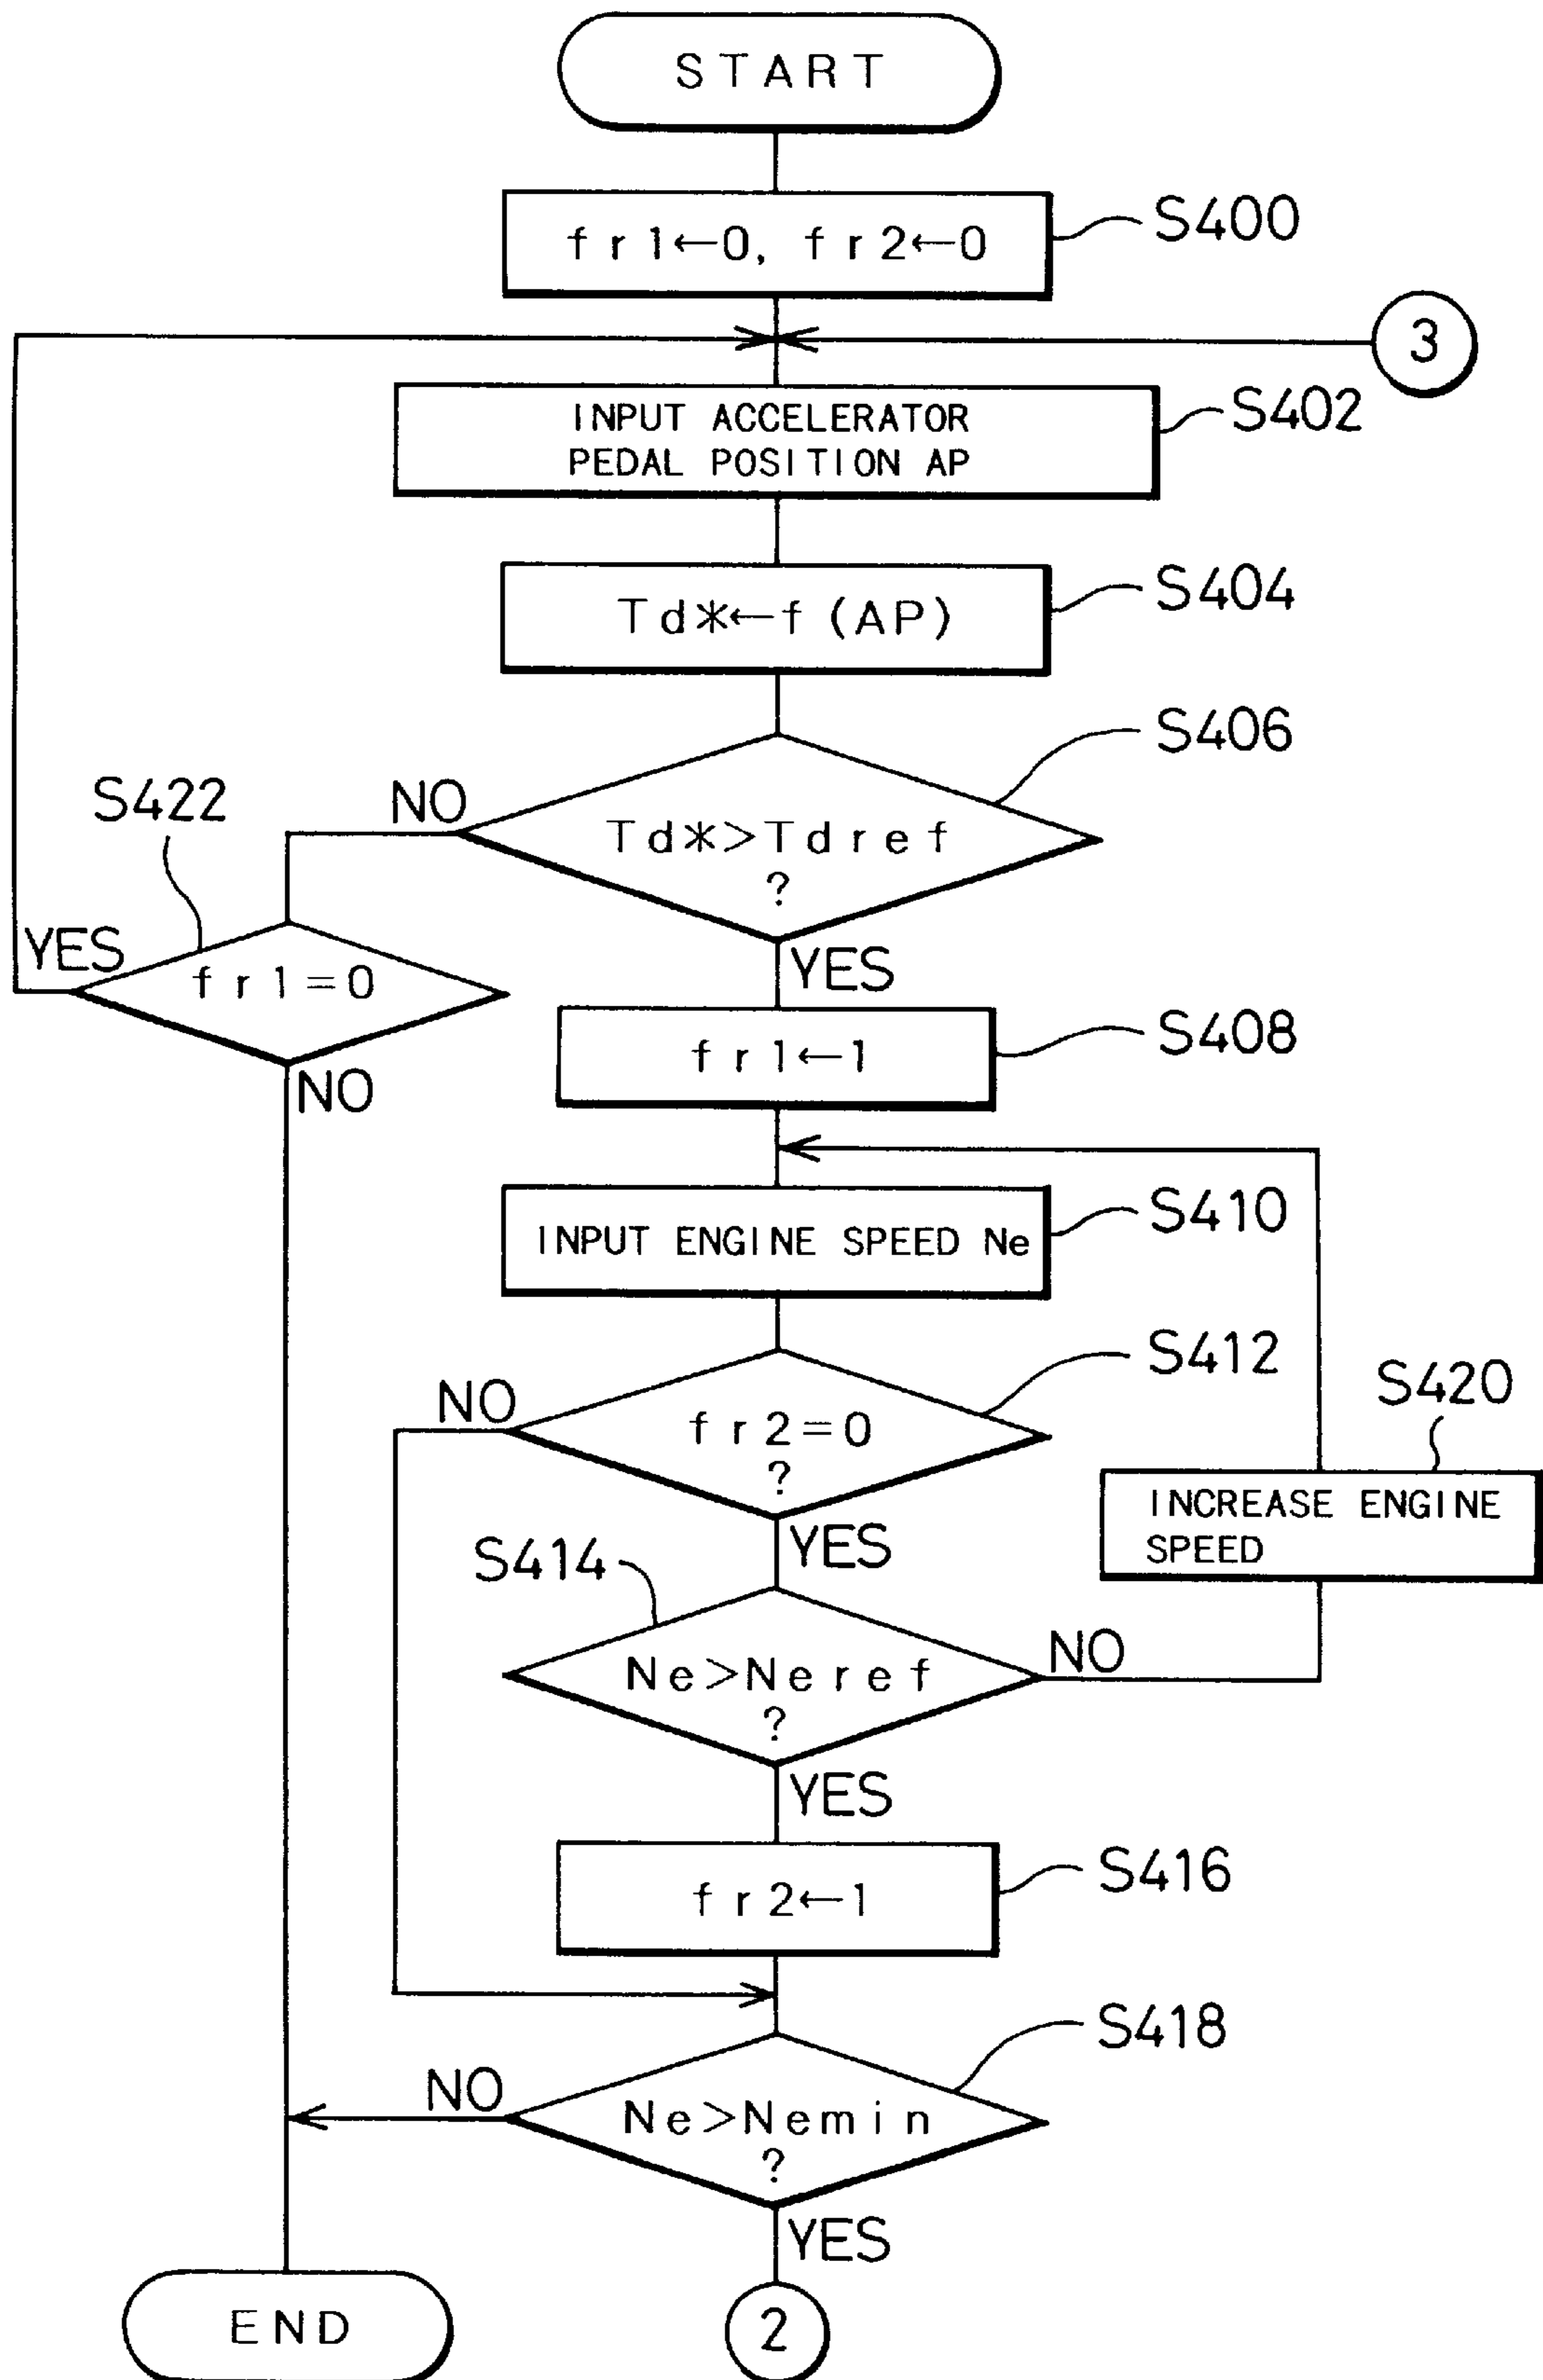 START
fr1←0, fr2←0
S400
3
INPUT ACCELERATOR
PEDAL POSITION AP
S402
Td*←f(AP)
S404
S406
NO
S422
Td*>Tdref
?
YES
YES
fr1=0
NO
S408
fr1←1
S410
INPUT ENGINE SPEED Ne
S412
NO
fr2=0
?
S420
INCREASE ENGINE
SPEED
YES
S414
Ne>Neref
?
NO
YES
S416
fr2←1
S418
NO
Ne>Nemin
?
YES
END
2